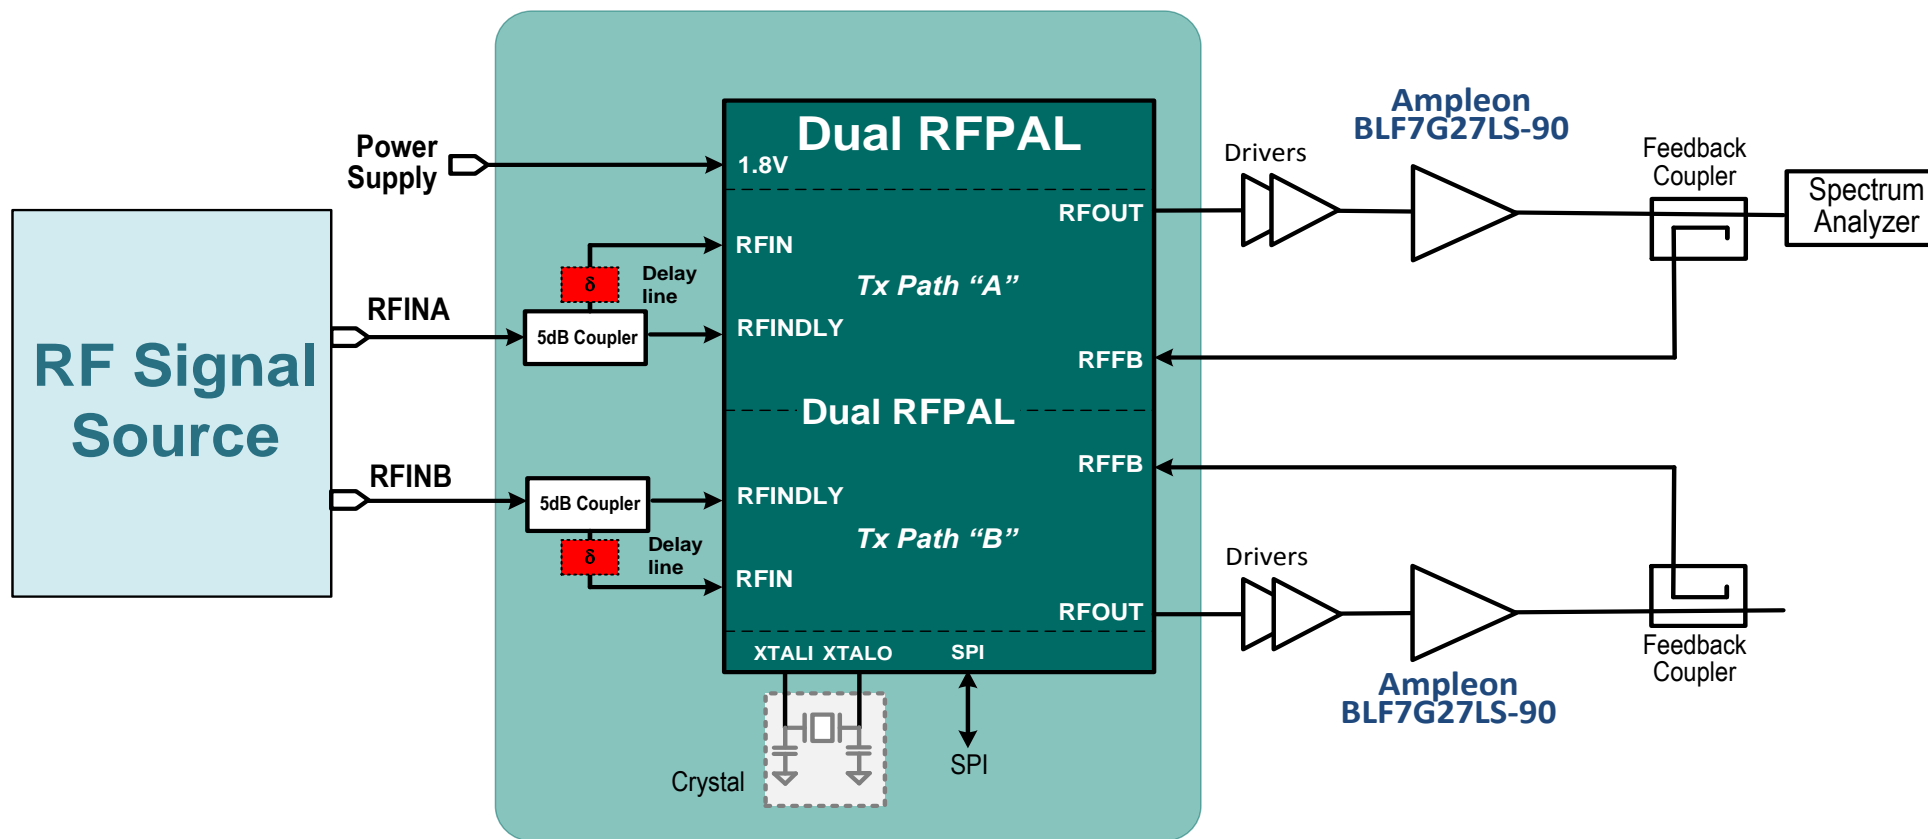 Dual RFPAL
Power
Supply
1.8V
Ampleon
BLF7G27LS-90
Drivers
Feedback
Coupler
Spectrum
Analyzer
RFOUT
RFIN
δ
Delay
line
Tx Path “A”
RFINA
5dB Coupler
RFINDLY
RFFB
RF Signal
Source
Dual RFPAL
RFFB
RFINB
5dB Coupler
RFINDLY
δ
Delay
line
Tx Path “B”
RFIN
RFOUT
Drivers
Feedback
Coupler
Ampleon
BLF7G27LS-90
XTALI XTALO SPI
Crystal
SPI